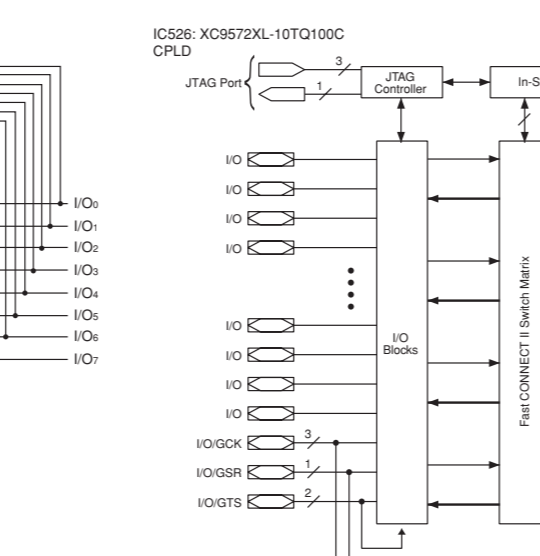 IC526: XC9572XL-10TQ100C
CPLD
JTAG Port
3
1
JTAG
Controller
In-S
I/O
I/O
I/O
I/O
I/O0
I/O1
I/O2
I/O3
I/O4
I/O5
I/O6
I/O7
I/O
I/O
I/O
I/O
I/O
Blocks
Fast CONNECT II Switch Matrix
I/O/GCK
3
I/O/GSR
1
I/O/GTS
2